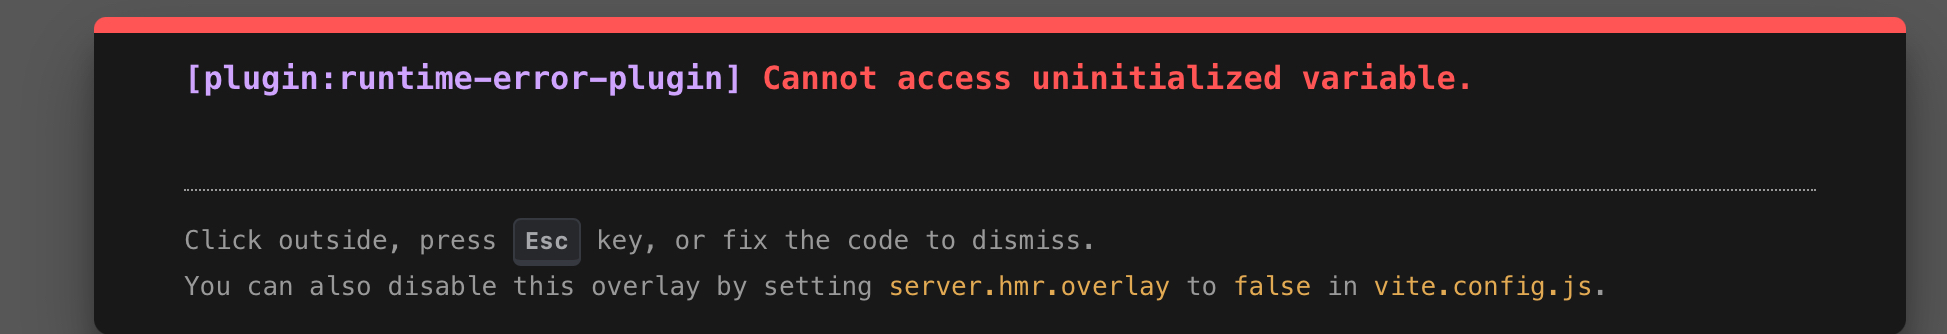 [plugin:runtime-error-plugin] Cannot access uninitialized variable.
Click outside, press Esc key, or fix the code to dismiss.
You can also disable this overlay by setting server.hmr.overlay to false in vite.config.js.